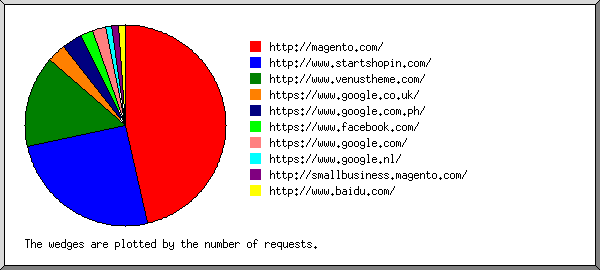 http://magento.com/
http://www.startshopin.com/
http://www.venustheme.com/
https://www.google.co.uk/
https://www.google.com.ph/
https://www.facebook.com/
https://www.google.com/
https://www.google.nl/
http://smallbusiness.magento.com/
http://www.baidu.com/
The wedges are plotted by the number of requests.